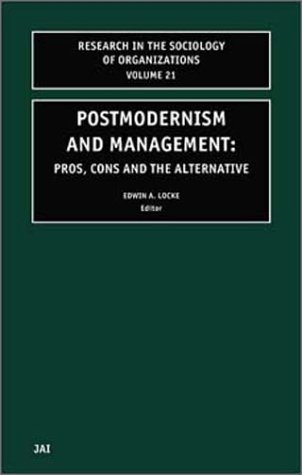 RESEARCH IN THE SOCIOLOGY
OF ORGANIZATIONS
VOLUME 21
POSTMODERNISM
AND MANAGEMENT:
PROS, CONS AND THE ALTERNATIVE
EDWIN A. LOCKE
Editor
JAI